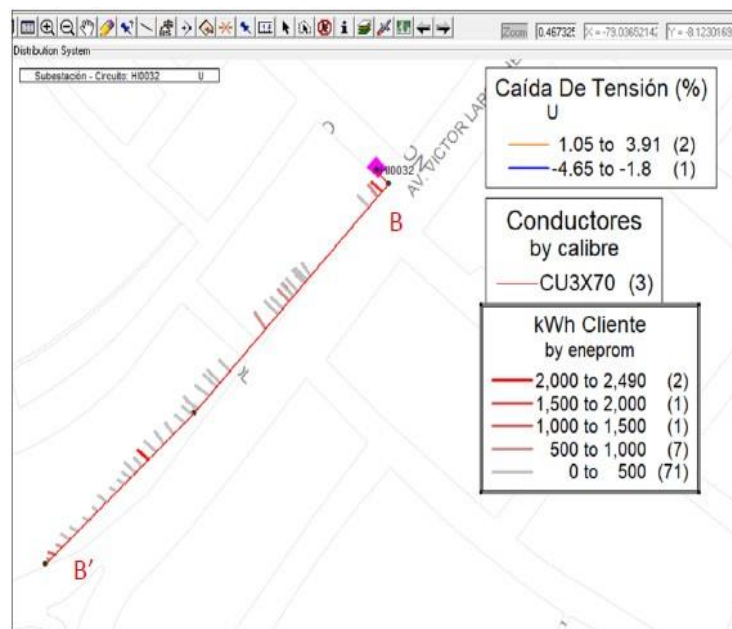 Zoom 0.467325 X = -79.03652142 Y = -8.1230169
Distribution System
Subestación - Circuito: HI0032 U
Caída De Tensión (%)
U
1.05 to 3.91 (2)
-4.65 to -1.8 (1)
AV. VICTOR LAR
HI0032
B
Conductores
by calibre
CU3X70 (3)
kWh Cliente
by eneprom
2,000 to 2,490 (2)
1,500 to 2,000 (1)
1,000 to 1,500 (1)
500 to 1,000 (7)
0 to 500 (71)
B'